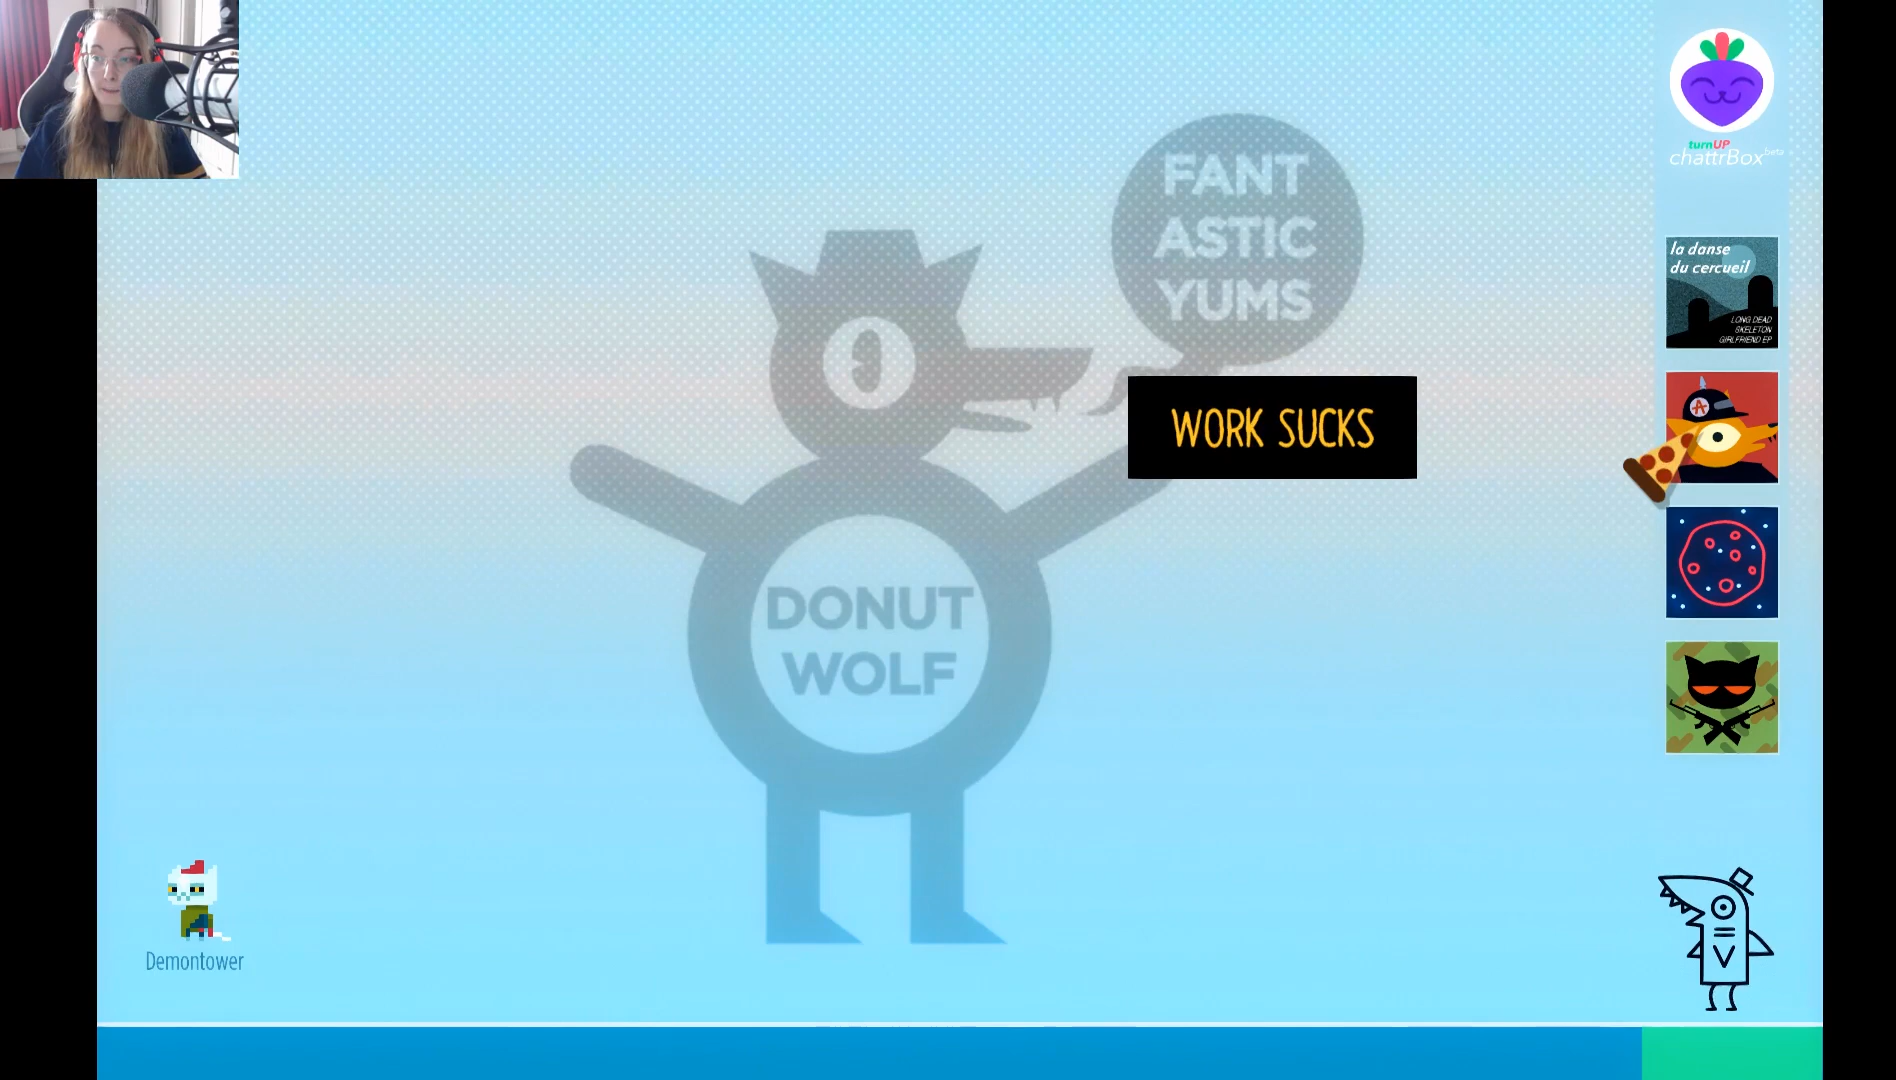 FANT
ASTIC
YUMS
DONUT
WOLF
WORK SUCKS
turnUP
chattrBox beta
la danse
du cercueil
LONG DEAD
SKELETON
GIRLFRIEND EP
A
Demontower